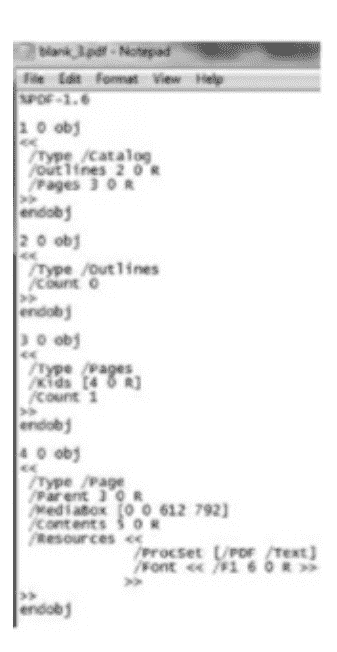 blank_3.pdf - Notepad
File Edit Format View Help
%PDF-1.6
1 0 obj
<<
/Type /Catalog
/Outlines 2 0 R
/Pages 3 0 R
>>
endobj
2 0 obj
<<
/Type /Outlines
/Count 0
>>
endobj
3 0 obj
<<
/Type /Pages
/Kids [4 0 R]
/Count 1
>>
endobj
4 0 obj
<<
/Type /Page
/Parent 3 0 R
/MediaBox [0 0 612 792]
/Contents 5 0 R
/Resources <<
/ProcSet [/PDF /Text]
/Font << /F1 6 0 R >>
>>
>>
endobj